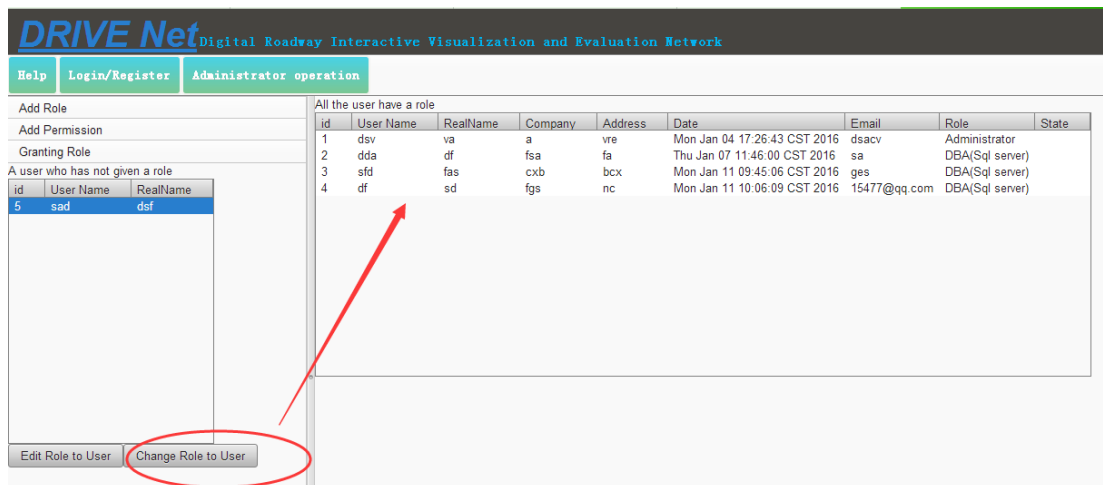 DRIVE Net Digital Roadway Interactive Visualization and Evaluation Network
Help Login/Register Administrator operation
Add Role
Add Permission
Granting Role
A user who has not given a role
id User Name RealName
5 sad dsf
Edit Role to User Change Role to User
All the user have a role
id User Name RealName Company Address Date Email Role State
1 dsv va a vre Mon Jan 04 17:26:43 CST 2016 dsacv Administrator
2 dda df fsa fa Thu Jan 07 11:46:00 CST 2016 sa DBA(Sql server)
3 sfd fas cxb bcx Mon Jan 11 09:45:06 CST 2016 ges DBA(Sql server)
4 df sd fgs nc Mon Jan 11 10:06:09 CST 2016 15477@qq.com DBA(Sql server)